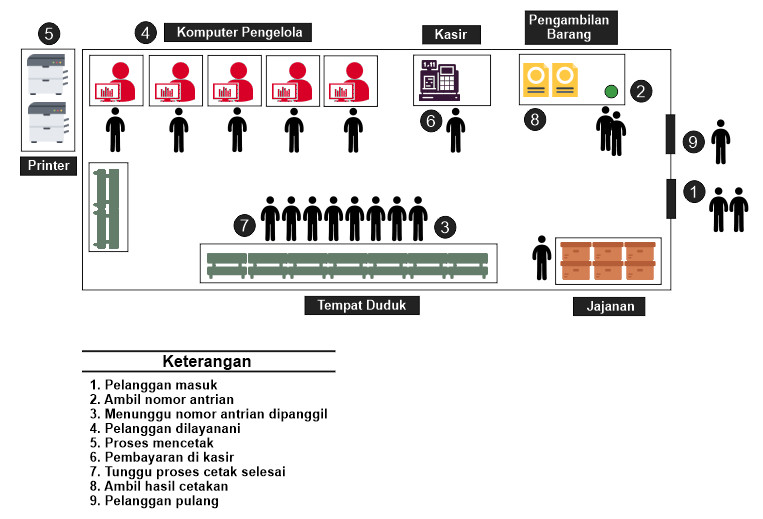 5
4
Komputer Pengelola
Kasir
Pengambilan
Barang
2
6
8
9
Printer
1
7
3
Tempat Duduk
Jajanan
Keterangan
1. Pelanggan masuk
2. Ambil nomor antrian
3. Menunggu nomor antrian dipanggil
4. Pelanggan dilayanani
5. Proses mencetak
6. Pembayaran di kasir
7. Tunggu proses cetak selesai
8. Ambil hasil cetakan
9. Pelanggan pulang